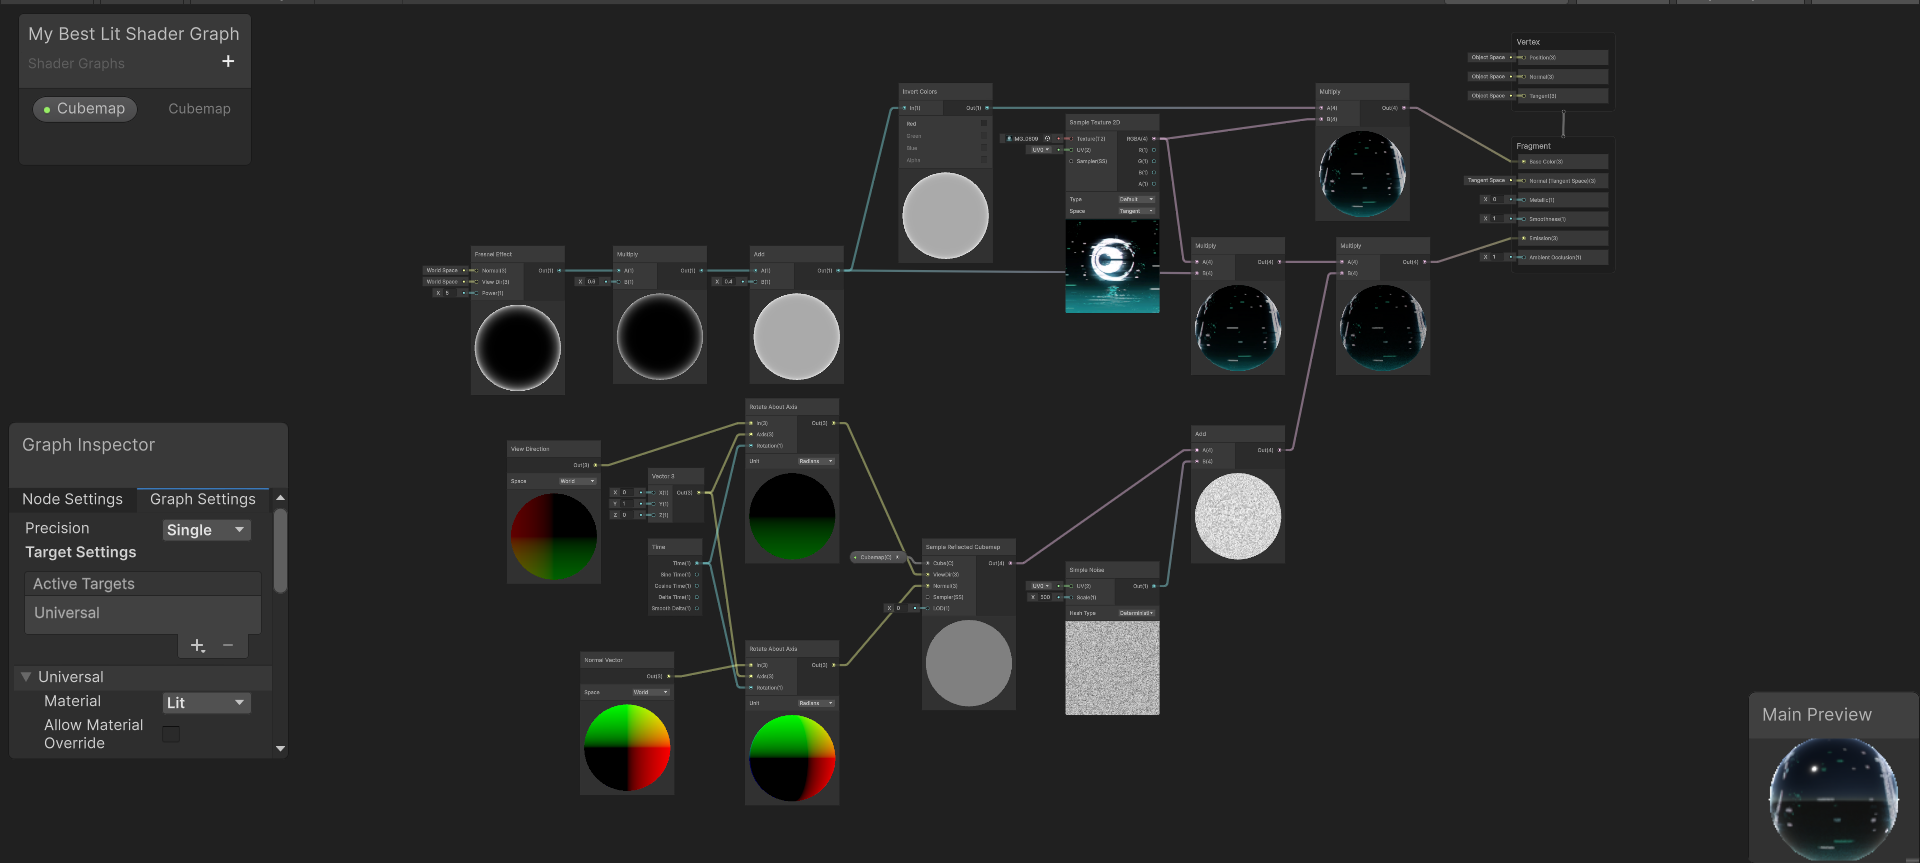 My Best Lit Shader Graph
Shader Graphs
+
Cubemap Cubemap
Graph Inspector
Node Settings Graph Settings
Precision Single
Target Settings
Active Targets
Universal
Universal
Material Lit
Allow Material
Override
Fresnel Effect
World Space Normal(3) Out(1)
World Space View Dir(3)
X 5 Power(1)
Multiply
A(1) Out(1)
X 0.6 B(1)
Add
A(1) Out(1)
X 0.4 B(1)
Invert Colors
In(1) Out(1)
Red
Green
Blue
Alpha
Sample Texture 2D
IMG_0809 Texture(T2) RGBA(4)
UV0 UV(2) R(1)
Sampler(SS) G(1)
B(1)
A(1)
Type Default
Space Tangent
Multiply
A(4) Out(4)
B(4)
Multiply
A(4) Out(4)
B(4)
Multiply
A(4) Out(4)
B(4)
Vertex
Object Space Position(3)
Object Space Normal(3)
Object Space Tangent(3)
Fragment
Base Color(3)
Tangent Space Normal (Tangent Space)(3)
X 0 Metallic(1)
X 1 Smoothness(1)
Emission(3)
X 1 Ambient Occlusion(1)
View Direction
Out(3)
Space World
Vector 3
X 0 X(1) Out(3)
Y 1 Y(1)
X 0 Z(1)
Time
Time(1)
Sine Time(1)
Cosine Time(1)
Delta Time(1)
Smooth Delta(1)
Rotate About Axis
In(3) Out(3)
Axis(3)
Rotation(1)
Unit Radians
Normal Vector
Out(3)
Space World
Rotate About Axis
In(3) Out(3)
Axis(3)
Rotation(1)
Unit Radians
Sample Reflected Cubemap
Cubemap(C) Cube(C) Out(4)
ViewDir(3)
Normal(3)
Sampler(SS)
X 0 LOD(1)
Simple Noise
UV0 UV(2) Out(1)
X 500 Scale(1)
Hash Type Deterministi
Add
A(4) Out(4)
B(4)
Main Preview